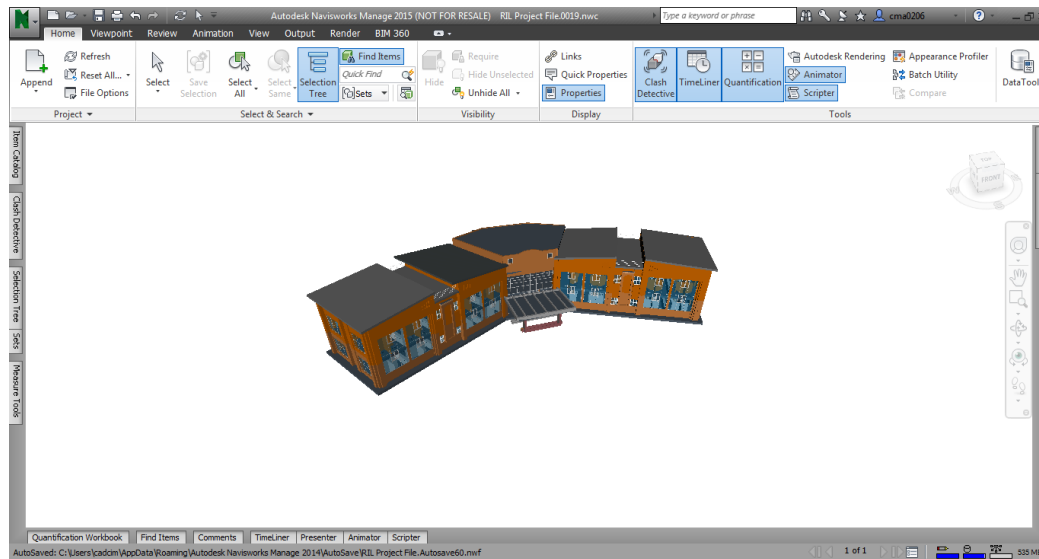 Autodesk Navisworks Manage 2015 (NOT FOR RESALE) RIL Project File.0019.nwc
Type a keyword or phrase
cma0206
Home Viewpoint Review Animation View Output Render BIM 360
Append
Refresh
Reset All...
File Options
Project
Select
Save Selection
Select All
Select Same
Selection Tree
Find Items
Quick Find
Sets
Select & Search
Hide
Require
Hide Unselected
Unhide All
Visibility
Links
Quick Properties
Properties
Display
Clash Detective
TimeLiner
Quantification
Autodesk Rendering
Animator
Scripter
Appearance Profiler
Batch Utility
Compare
DataTool
Tools
Item Catalog
Clash Detective
Selection Tree
Sets
Measure Tools
TOP
FRONT
Quantification Workbook Find Items Comments TimeLiner Presenter Animator Scripter
AutoSaved: C:\Users\cadcim\AppData\Roaming\Autodesk Navisworks Manage 2014\AutoSave\RIL Project File.Autosave60.nwf
1 of 1
535 M